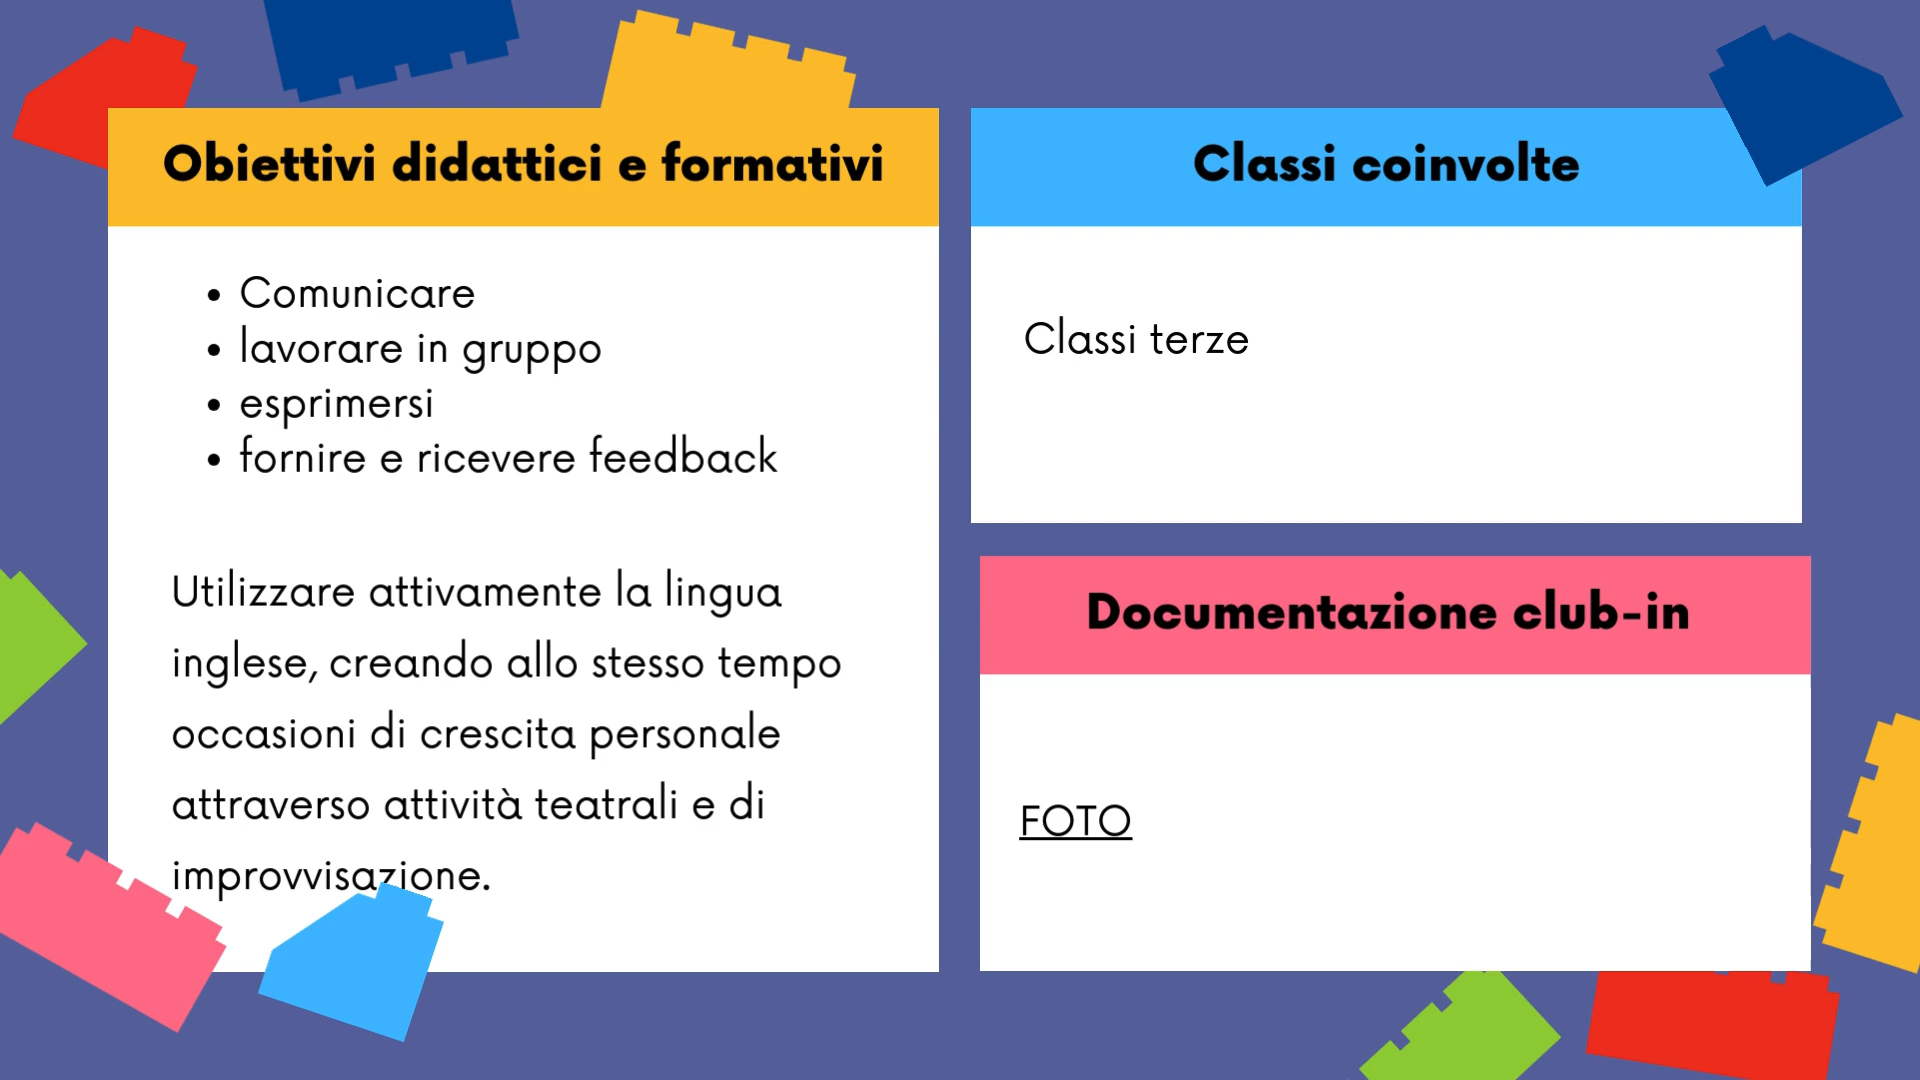 Obiettivi didattici e formativi
• Comunicare
• lavorare in gruppo
• esprimersi
• fornire e ricevere feedback
Utilizzare attivamente la lingua
inglese, creando allo stesso tempo
occasioni di crescita personale
attraverso attività teatrali e di
improvvisazione.
Classi coinvolte
Classi terze
Documentazione club-in
FOTO